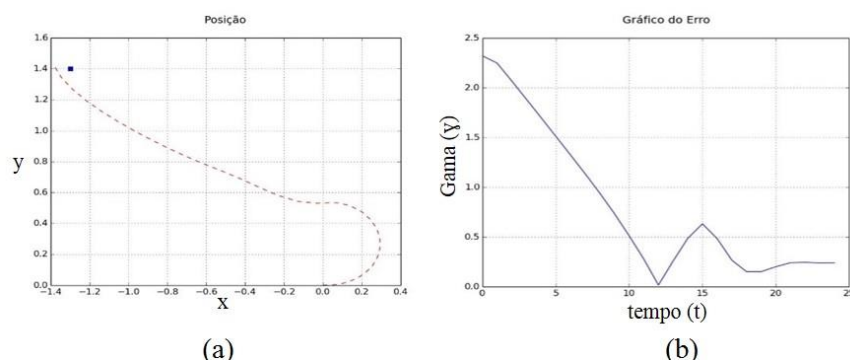 Posição
1.6
1.4
1.2
1.0
0.8
0.6
0.4
0.2
0.0
y
−1.4 −1.2 −1.0 −0.8 −0.6 −0.4 −0.2 0.0 0.2 0.4
x
(a)
Gráfico do Erro
2.5
2.0
1.5
1.0
0.5
0.0
Gama (ɣ)
0 5 10 15 20 25
tempo (t)
(b)